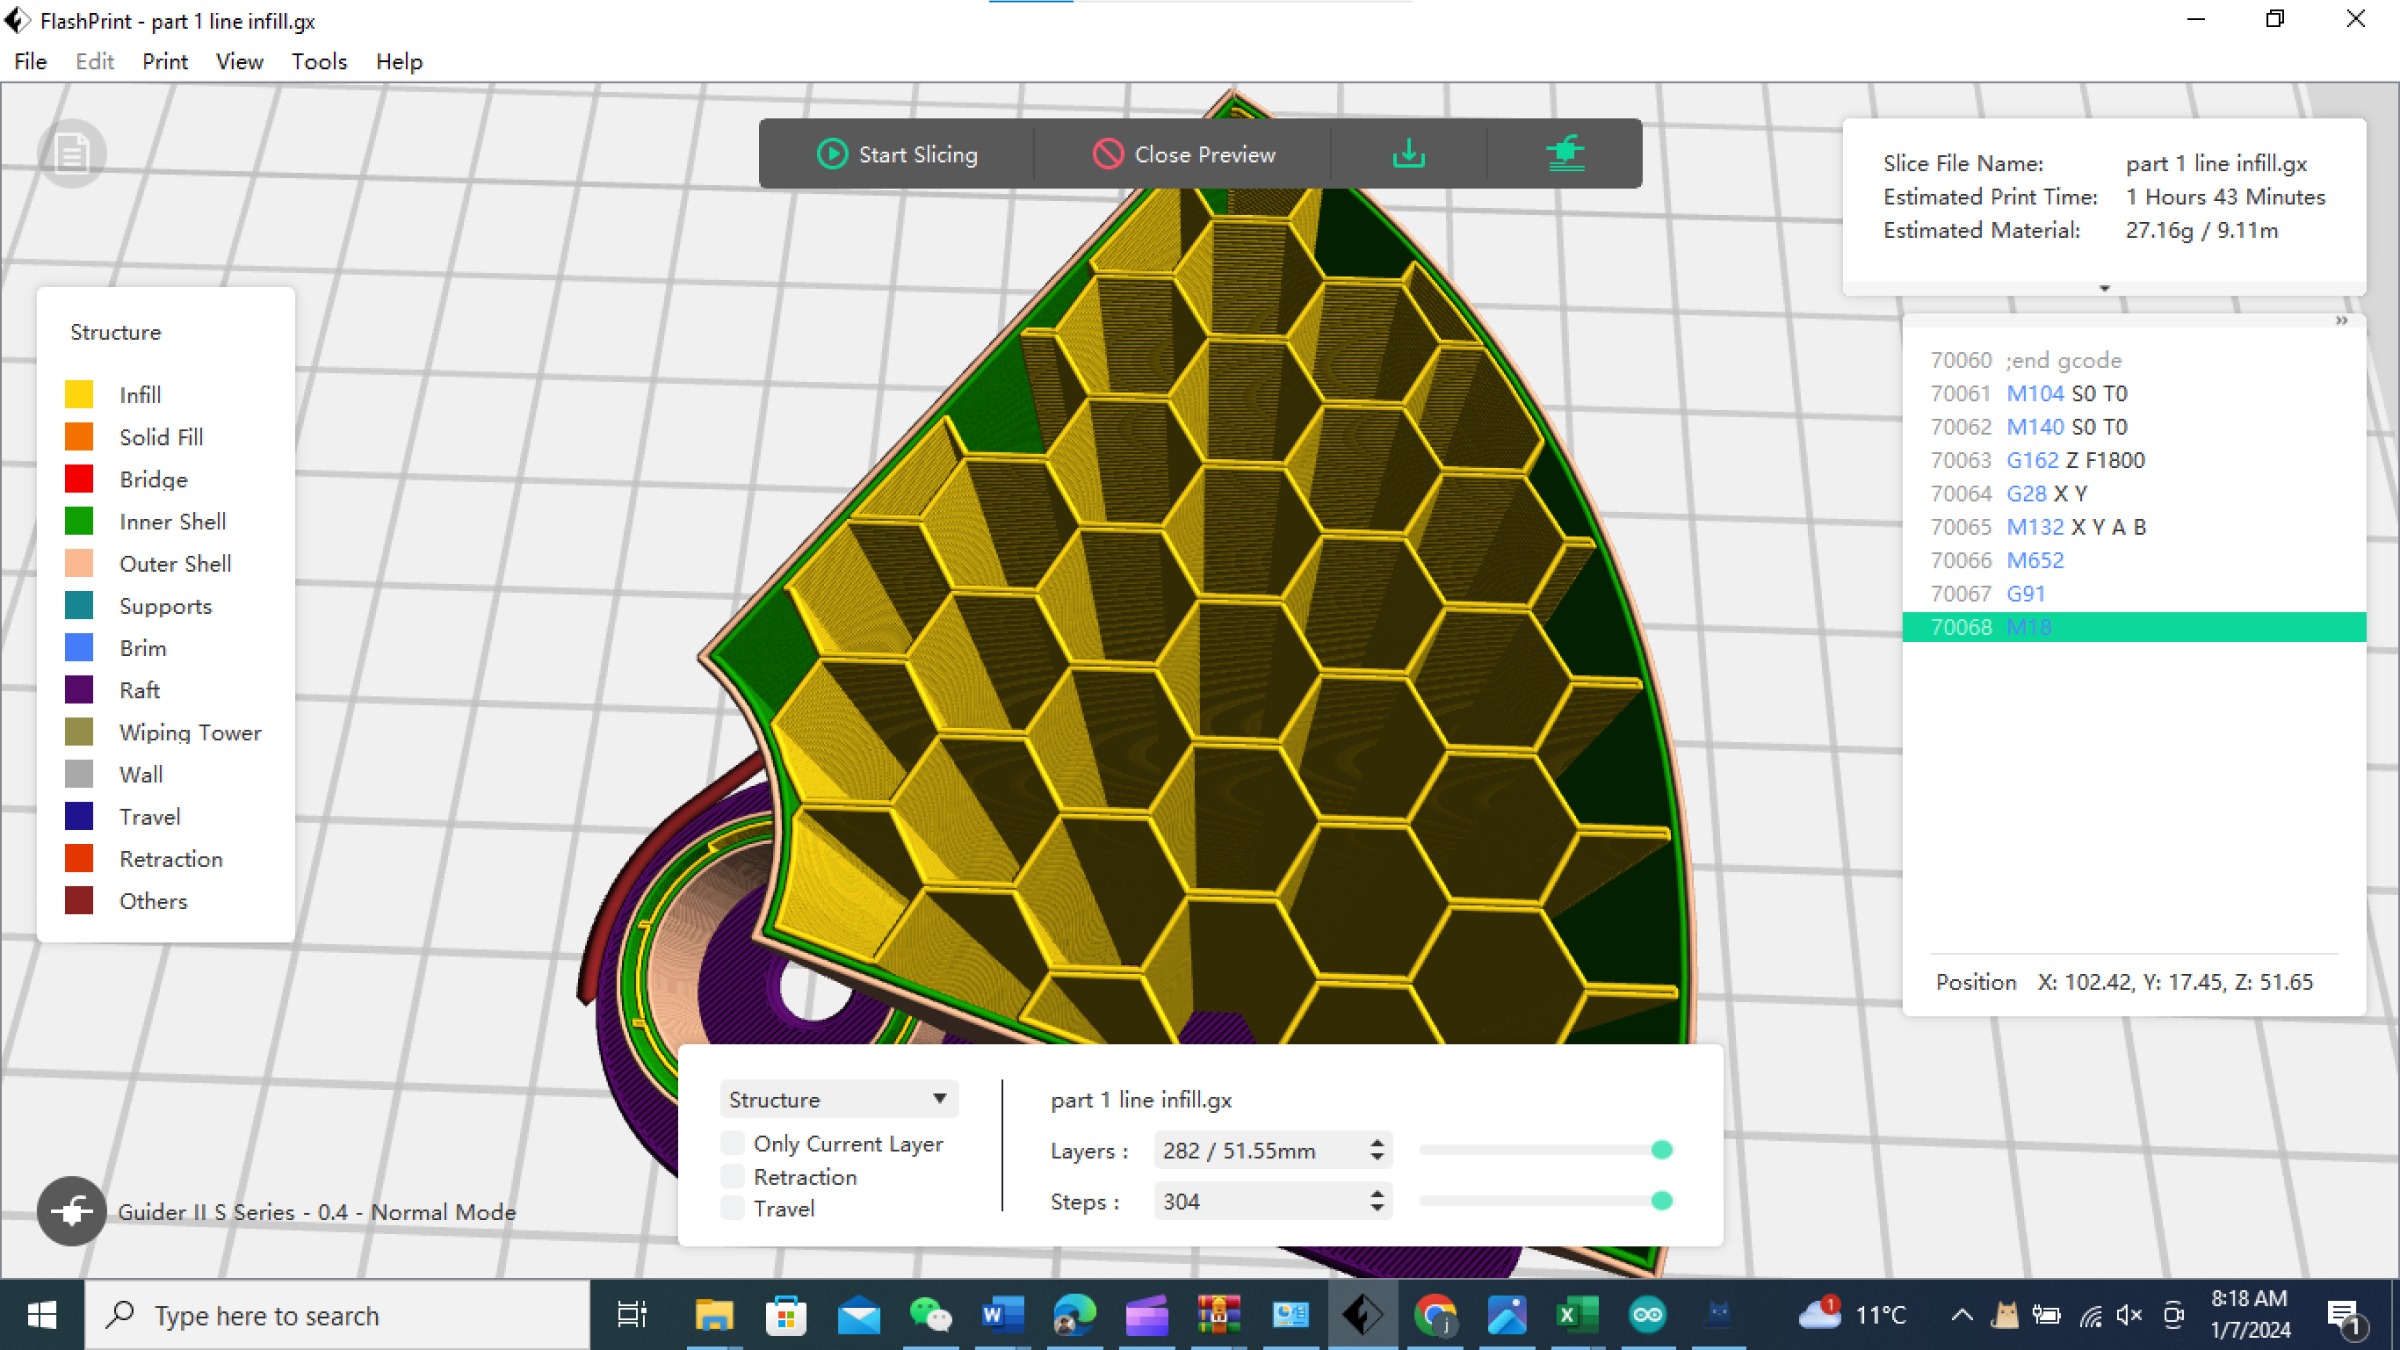 FlashPrint - part 1 line infill.gx
File Edit Print View Tools Help
Start Slicing Close Preview
Slice File Name: part 1 line infill.gx
Estimated Print Time: 1 Hours 43 Minutes
Estimated Material: 27.16g / 9.11m
Structure
Infill
Solid Fill
Bridge
Inner Shell
Outer Shell
Supports
Brim
Raft
Wiping Tower
Wall
Travel
Retraction
Others
70060 ;end gcode
70061 M104 S0 T0
70062 M140 S0 T0
70063 G162 Z F1800
70064 G28 X Y
70065 M132 X Y A B
70066 M652
70067 G91
70068 M18
Position X: 102.42, Y: 17.45, Z: 51.65
Structure
Only Current Layer
Retraction
Travel
part 1 line infill.gx
Layers : 282 / 51.55mm
Steps : 304
Guider II S Series - 0.4 - Normal Mode
Type here to search
W
X
j
1
11°C
8:18 AM
1/7/2024
1